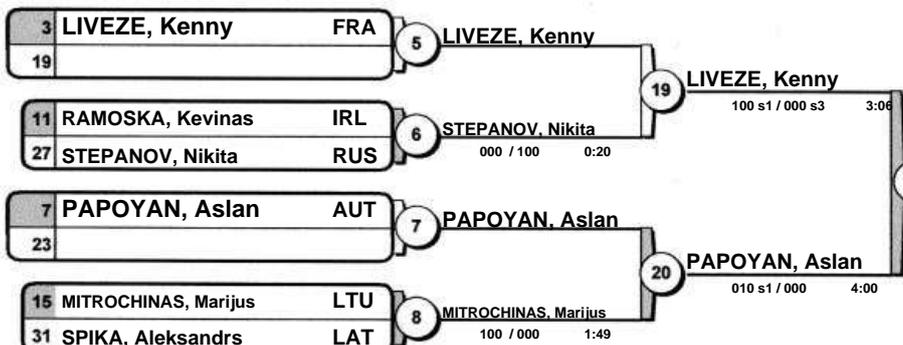 3 LIVEZE, Kenny FRA
19
5 LIVEZE, Kenny
19 LIVEZE, Kenny
100 s1 / 000 s3 3:06
11 RAMOSKA, Kevinas IRL
27 STEPANOV, Nikita RUS
6 STEPANOV, Nikita
000 / 100 0:20
7 PAPOYAN, Aslan AUT
23
7 PAPOYAN, Aslan
20 PAPOYAN, Aslan
010 s1 / 000 4:00
15 MITROCHINAS, Marijus LTU
31 SPIKA, Aleksandrs LAT
8 MITROCHINAS, Marijus
100 / 000 1:49